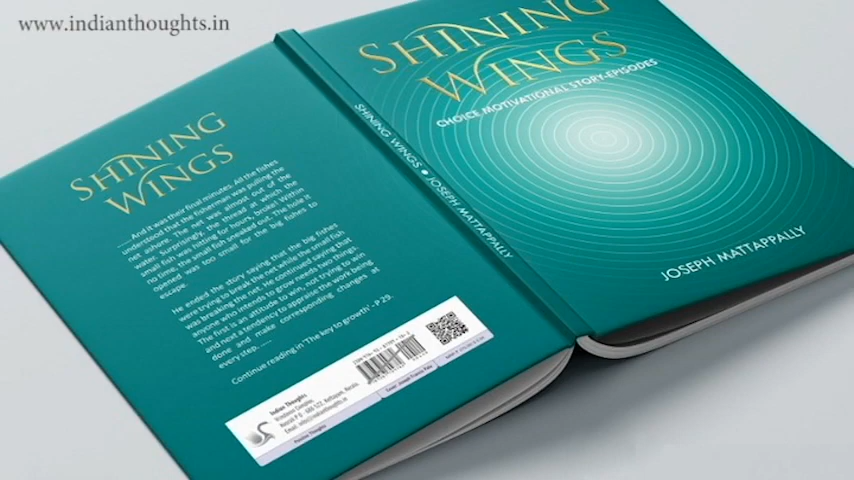 www.indianthoughts.in
SHINING
WINGS
CHOICE MOTIVATIONAL STORY-EPISODES
JOSEPH MATTAPPALLY
SHINING WINGS • JOSEPH MATTAPPALLY
SHINING
WINGS
......And it was their final minutes. All the fishes
understood that the fisherman was pulling the
net ashore. The net was almost out of the
water. Surprisingly, the thread at which the
small fish was hitting for hours, broke! Within
no time, the small fish sneaked out. The hole it
opened was so small for the big fishes to
escape.
He ended the story saying that the big fishes
were trying to break the net while the small fish
was breaking the net. He continued saying that
anyone who intends to grow needs two things.
The first is an attitude to win, not trying to win
and next a tendency to appraise the work being
done and make corresponding changes at
every step, .....
Continue reading in 'The key to growth' - P 29.
Indian Thoughts
Email: info@indianthoughts.in